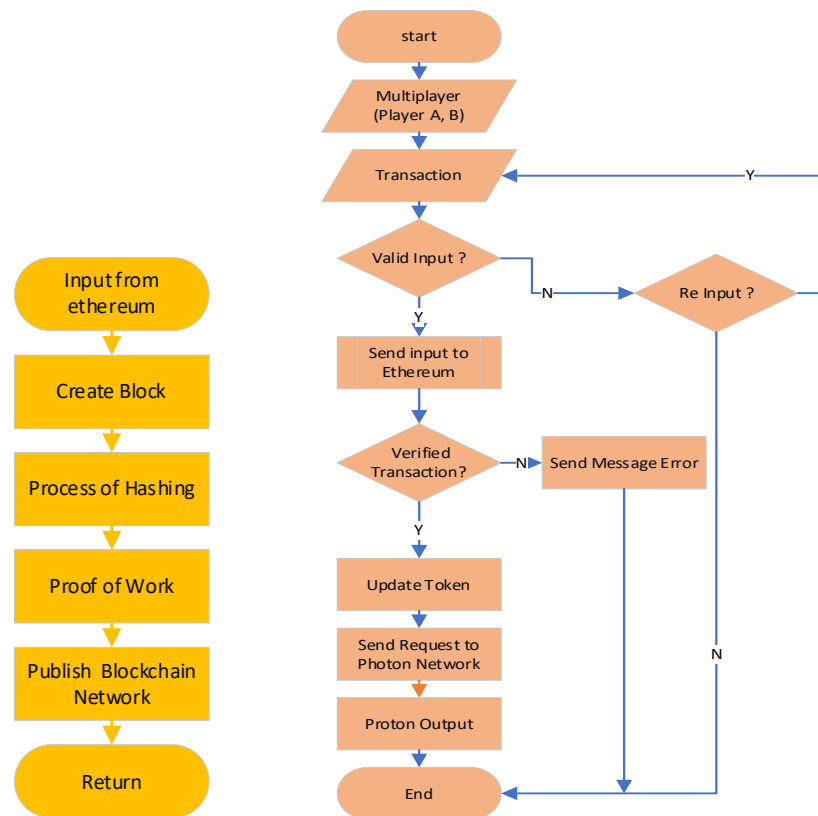 start
Multiplayer
(Player A, B)
Transaction
Y
Valid Input ?
N
Re Input ?
Y
Send input to
Ethereum
Verified
Transaction?
N
Send Message Error
Y
Update Token
Send Request to
Photon Network
N
Proton Output
End
Input from
ethereum
Create Block
Process of Hashing
Proof of Work
Publish Blockchain
Network
Return